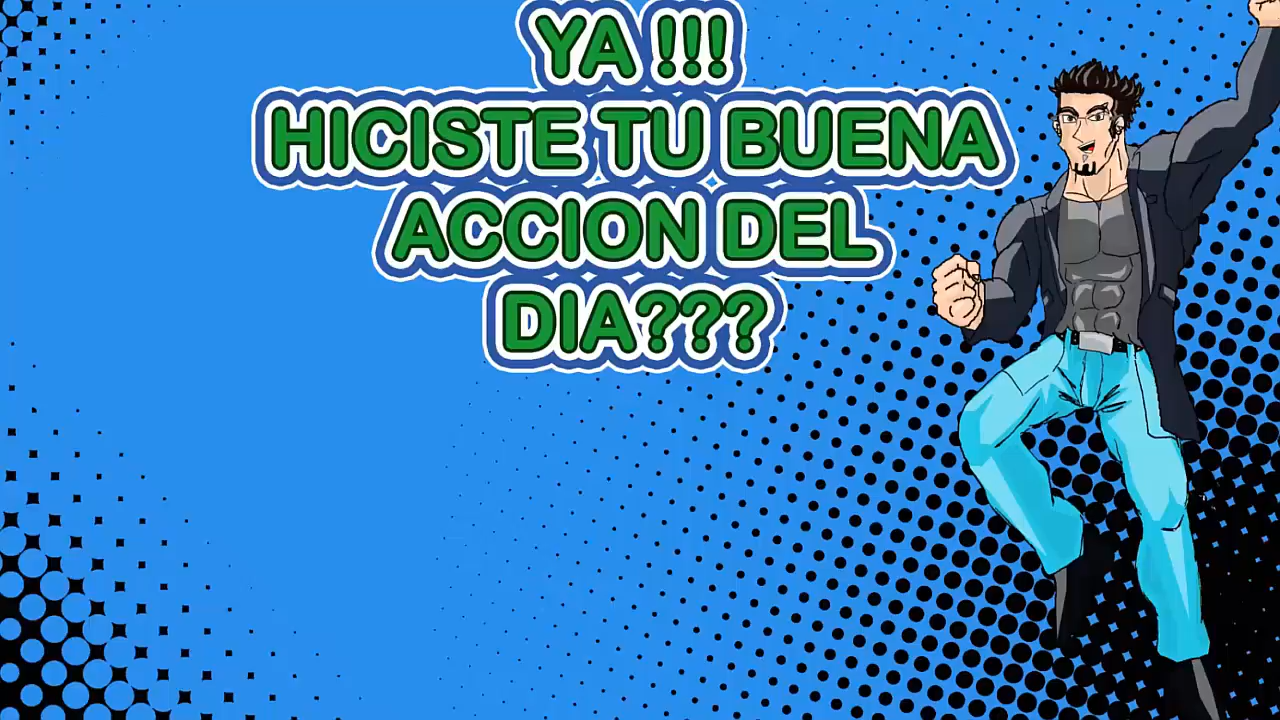 YA !!!
HICISTE TU BUENA
ACCION DEL
DIA???